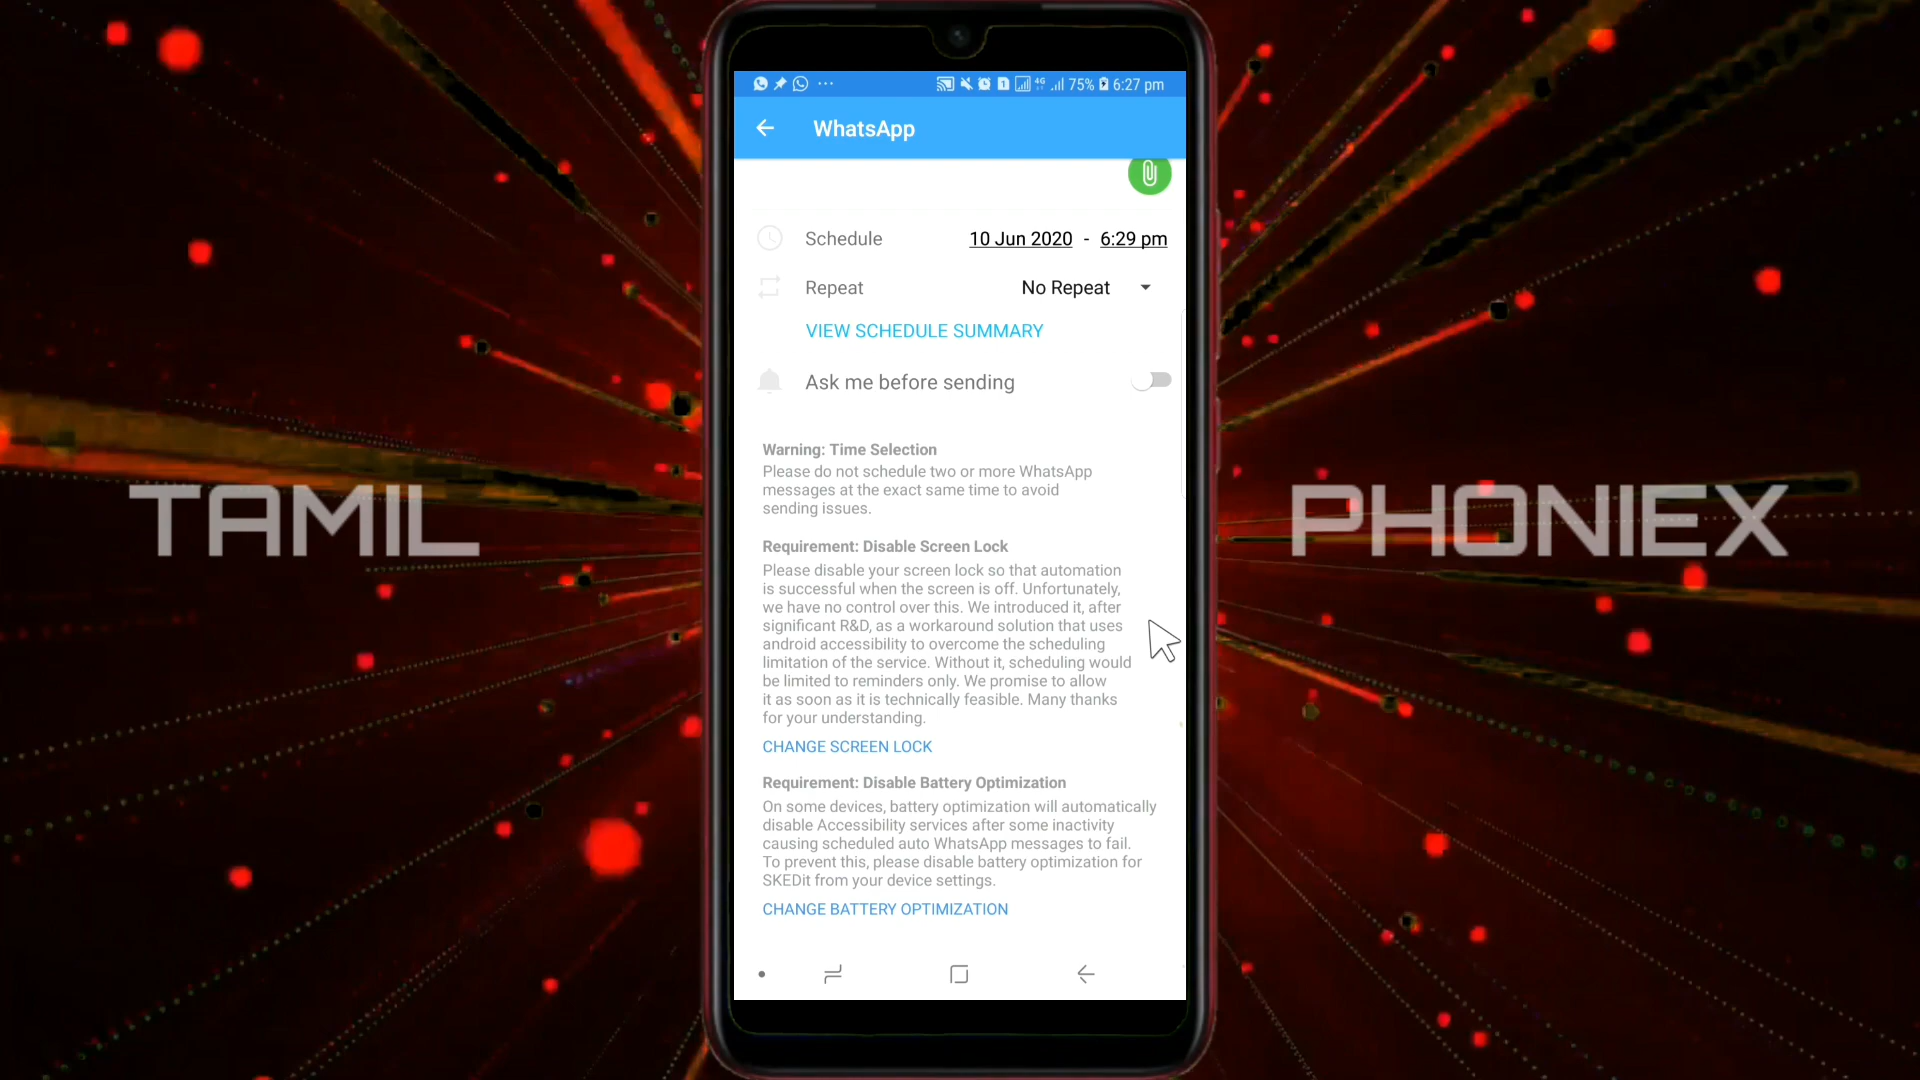 75% 6:27 pm
WhatsApp
Schedule 10 Jun 2020 - 6:29 pm
Repeat No Repeat
VIEW SCHEDULE SUMMARY
Ask me before sending
Warning: Time Selection
Please do not schedule two or more WhatsApp
messages at the exact same time to avoid
sending issues.
TAMIL
PHONIEX
Requirement: Disable Screen Lock
Please disable your screen lock so that automation
is successful when the screen is off. Unfortunately,
we have no control over this. We introduced it, after
significant R&D, as a workaround solution that uses
android accessibility to overcome the scheduling
limitation of the service. Without it, scheduling would
be limited to reminders only. We promise to allow
it as soon as it is technically feasible. Many thanks
for your understanding.
CHANGE SCREEN LOCK
Requirement: Disable Battery Optimization
On some devices, battery optimization will automatically
disable Accessibility services after some inactivity
causing scheduled auto WhatsApp messages to fail.
To prevent this, please disable battery optimization for
SKEDit from your device settings.
CHANGE BATTERY OPTIMIZATION